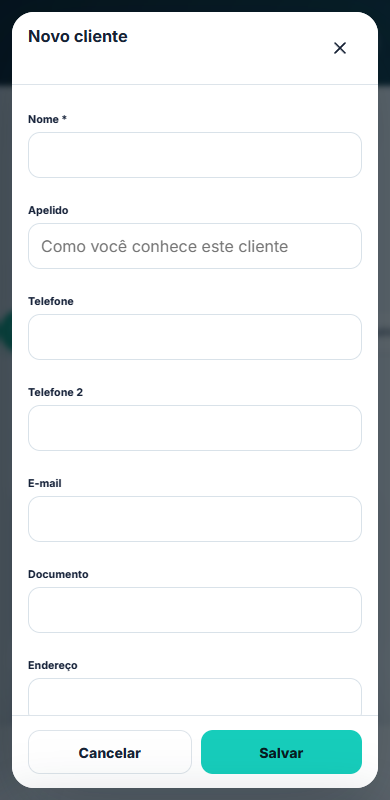 Novo cliente
Nome *
Apelido
Como você conhece este cliente
Telefone
Telefone 2
E-mail
Documento
Endereço
Cancelar
Salvar